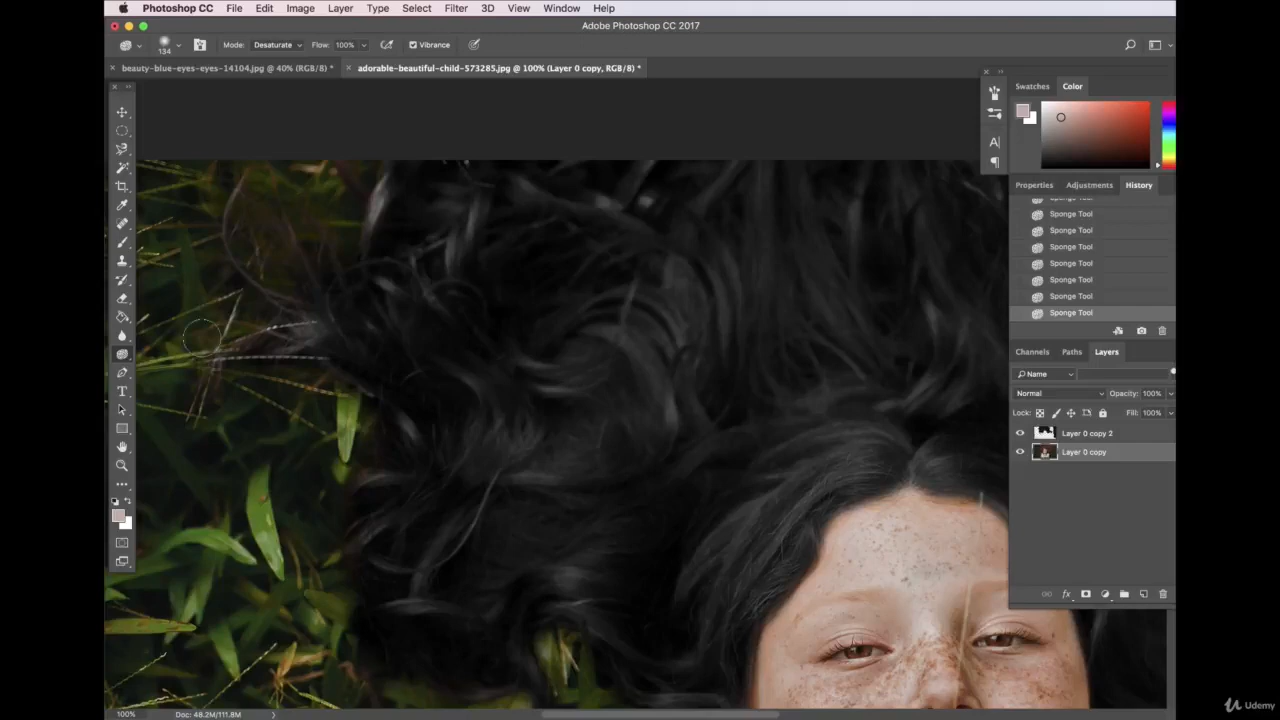 Photoshop CC File Edit Image Layer Type Select Filter 3D View Window Help
Adobe Photoshop CC 2017
134 Mode: Desaturate Flow: 100% Vibrance
beauty-blue-eyes-eyes-14104.jpg @ 40% (RGB/8) * adorable-beautiful-child-573285.jpg @ 100% (Layer 0 copy, RGB/8) *
Swatches Color
Properties Adjustments History
Sponge Tool
Sponge Tool
Sponge Tool
Sponge Tool
Sponge Tool
Sponge Tool
Sponge Tool
Channels Paths Layers
Name
Normal Opacity: 100%
Lock: Fill: 100%
Layer 0 copy 2
Layer 0 copy
fx
100% Doc: 48.2M/111.8M
Udemy